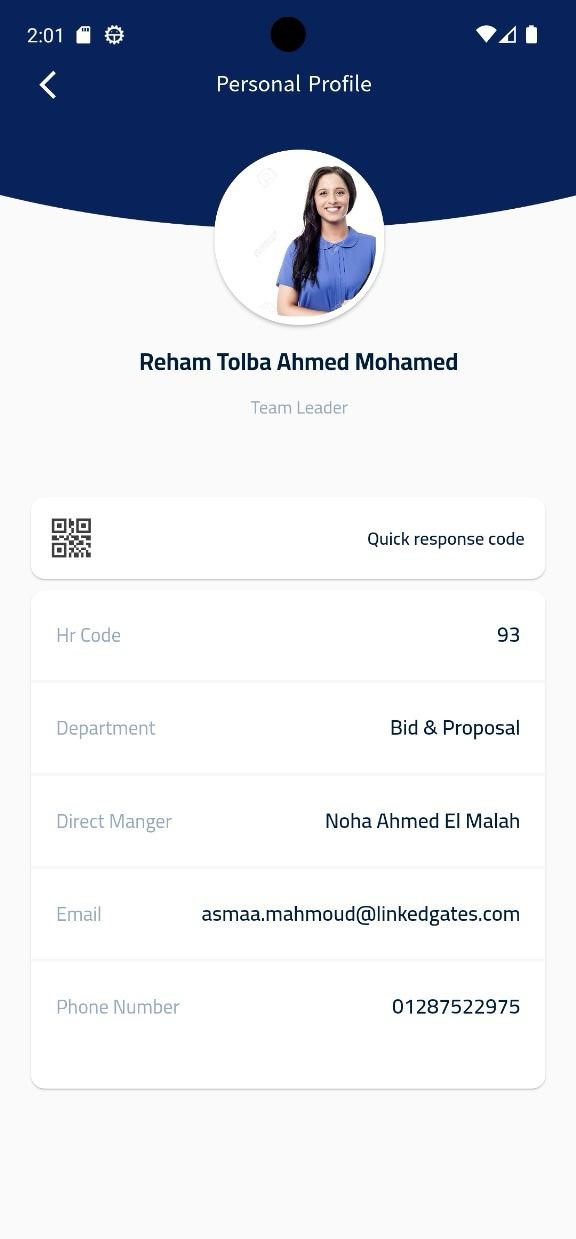 2:01
Personal Profile
Reham Tolba Ahmed Mohamed
Team Leader
Quick response code
Hr Code 93
Department Bid & Proposal
Direct Manger Noha Ahmed El Malah
Email asmaa.mahmoud@linkedgates.com
Phone Number 01287522975